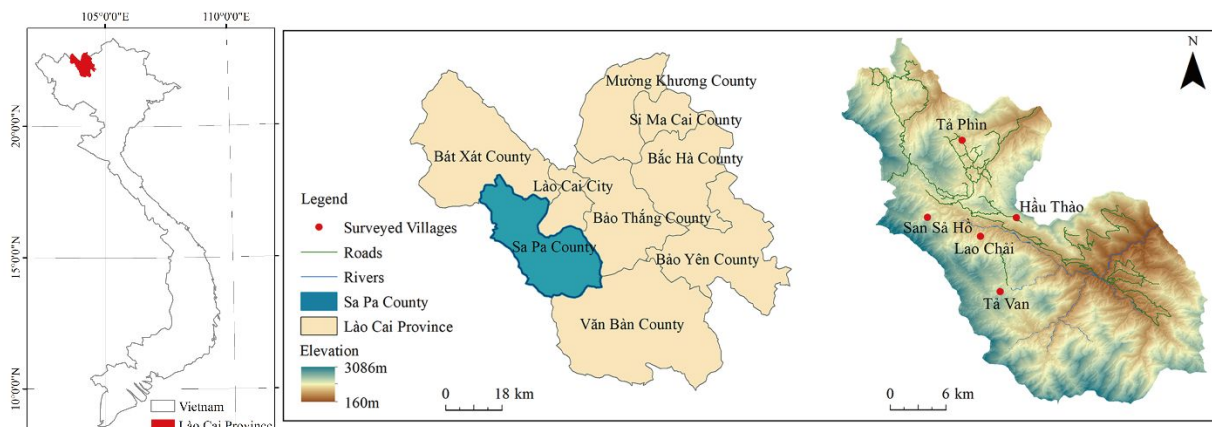 105°0'0"E
110°0'0"E
20°0'0"N
15°0'0"N
10°0'0"N
Vietnam
Lào Cai Province
Legend
Surveyed Villages
Roads
Rivers
Sa Pa County
Lào Cai Province
Elevation
3086m
160m
Mường Khương County
Si Ma Cai County
Bát Xát County
Bắc Hà County
Lào Cai City
Bảo Thắng County
Sa Pa County
Bảo Yên County
Văn Bàn County
0 18 km
N
Tả Phìn
Hầu Thào
San Sả Hồ
Lao Chải
Tả Van
0 6 km